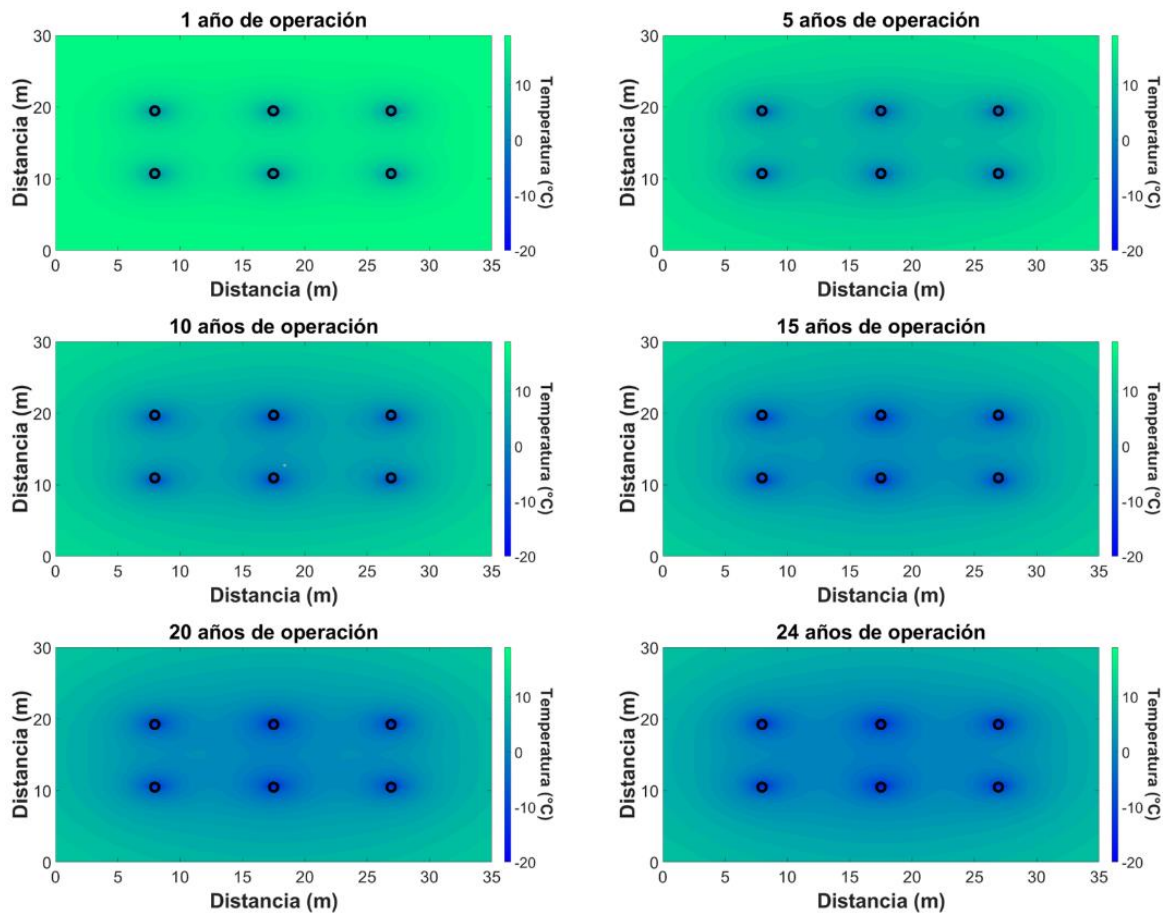 1 año de operación
30
20
10
0
Distancia (m)
0 5 10 15 20 25 30 35
Distancia (m)
10
0
-10
-20
Temperatura (°C)
5 años de operación
30
20
10
0
Distancia (m)
0 5 10 15 20 25 30 35
Distancia (m)
10
0
-10
-20
Temperatura (°C)
10 años de operación
30
20
10
0
Distancia (m)
0 5 10 15 20 25 30 35
Distancia (m)
10
0
-10
-20
Temperatura (°C)
15 años de operación
30
20
10
0
Distancia (m)
0 5 10 15 20 25 30 35
Distancia (m)
10
0
-10
-20
Temperatura (°C)
20 años de operación
30
20
10
0
Distancia (m)
0 5 10 15 20 25 30 35
Distancia (m)
10
0
-10
-20
Temperatura (°C)
24 años de operación
30
20
10
0
Distancia (m)
0 5 10 15 20 25 30 35
Distancia (m)
10
0
-10
-20
Temperatura (°C)